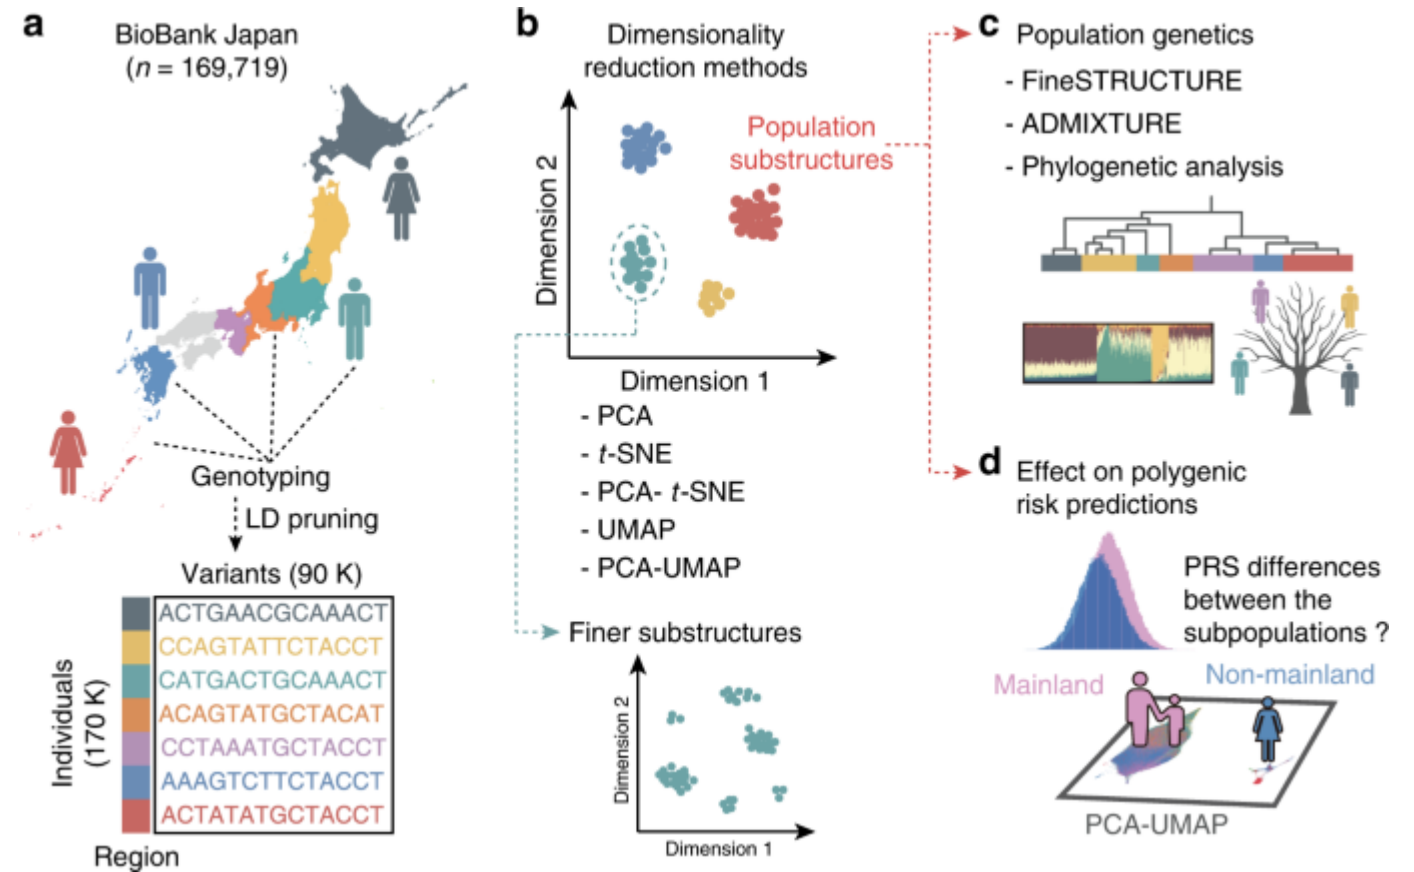 a
BioBank Japan
(n = 169,719)
Genotyping
LD pruning
Variants (90 K)
Individuals
(170 K)
ACTGAACGCAAACT
CCAGTATTCTACCT
CATGACTGCAAACT
ACAGTATGCTACAT
CCTAAATGCTACCT
AAAGTCTTCTACCT
ACTATATGCTACCT
Region
b
Dimensionality
reduction methods
Population
substructures
Dimension 2
Dimension 1
- PCA
- t-SNE
- PCA- t-SNE
- UMAP
- PCA-UMAP
Finer substructures
Dimension 2
Dimension 1
c
Population genetics
- FineSTRUCTURE
- ADMIXTURE
- Phylogenetic analysis
d
Effect on polygenic
risk predictions
PRS differences
between the
subpopulations ?
Mainland
Non-mainland
PCA-UMAP